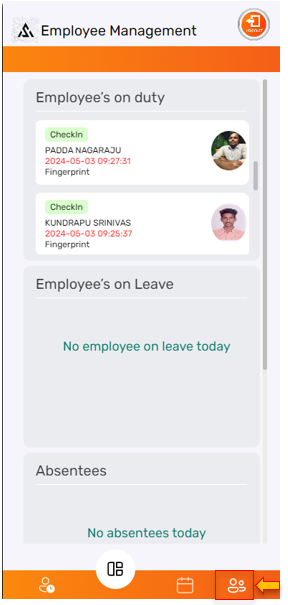 Employee Management
LOGOUT
Employee's on duty
CheckIn
PADDA NAGARAJU
2024-05-03 09:27:31
Fingerprint
CheckIn
KUNDRAPU SRINIVAS
2024-05-03 09:25:37
Fingerprint
Employee's on Leave
No employee on leave today
Absentees
No absentees today